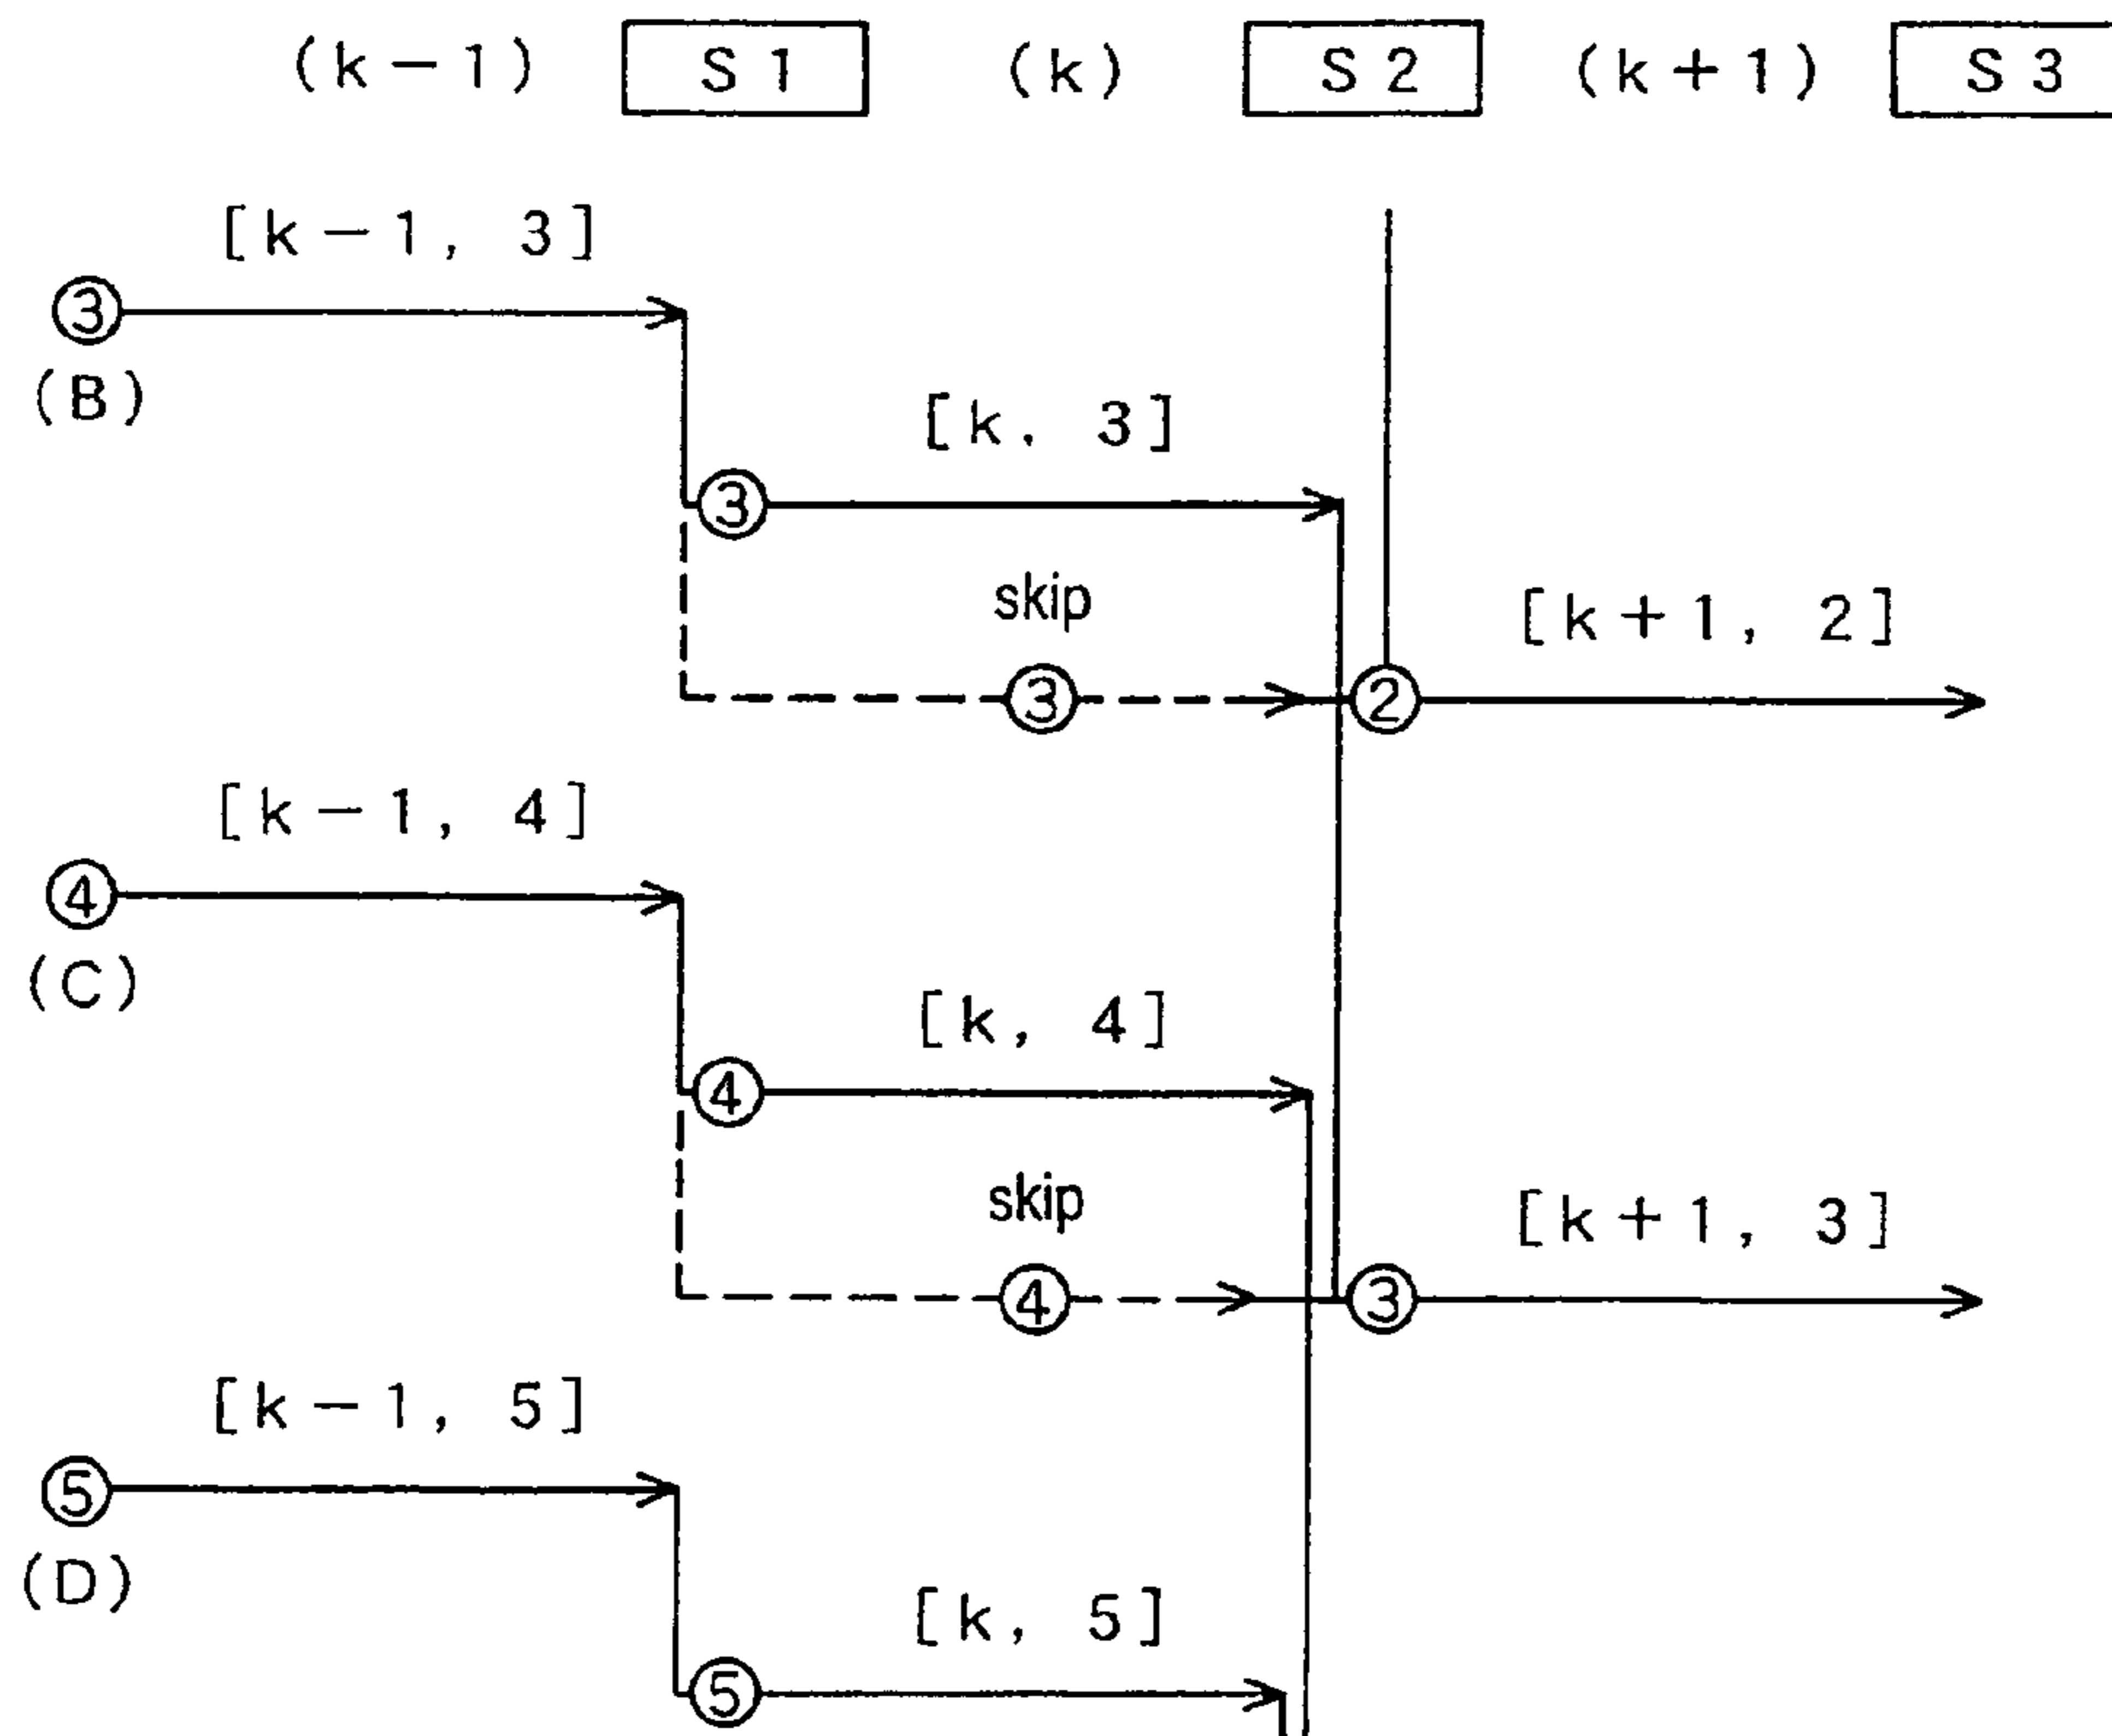 (k-1) S1 (k) S2 (k+1) S3
[k-1, 3]
③
(B)
[k, 3]
③
skip
[k+1, 2]
③ ②
[k-1, 4]
④
(C)
[k, 4]
④
skip
[k+1, 3]
④ ③
[k-1, 5]
⑤
(D)
[k, 5]
⑤